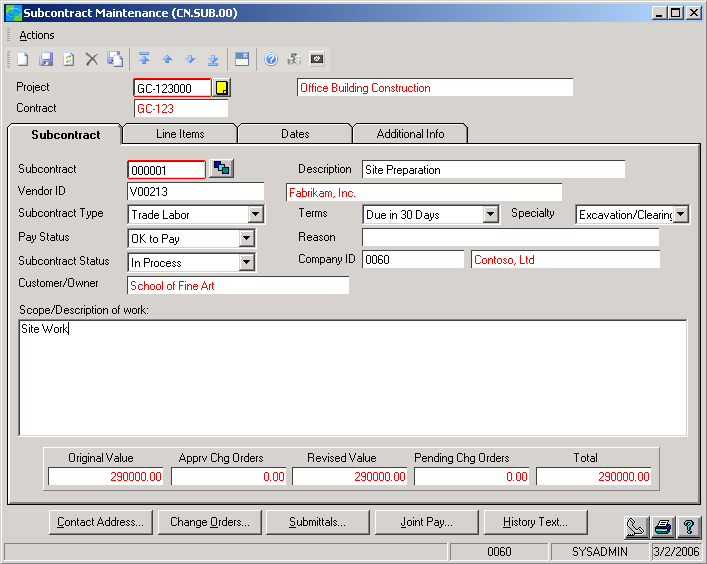 Subcontract Maintenance (CN.SUB.00)
Actions
Project GC-123000 Office Building Construction
Contract GC-123
Subcontract Line Items Dates Additional Info
Subcontract 000001 Description Site Preparation
Vendor ID V00213 Fabrikam, Inc.
Subcontract Type Trade Labor Terms Due in 30 Days Specialty Excavation/Clearing
Pay Status OK to Pay Reason
Subcontract Status In Process Company ID 0060 Contoso, Ltd
Customer/Owner School of Fine Art
Scope/Description of work:
Site Work
Original Value Apprv Chg Orders Revised Value Pending Chg Orders Total
290000.00 0.00 290000.00 0.00 290000.00
Contact Address... Change Orders... Submittals... Joint Pay... History Text...
0060 SYSADMIN 3/2/2006